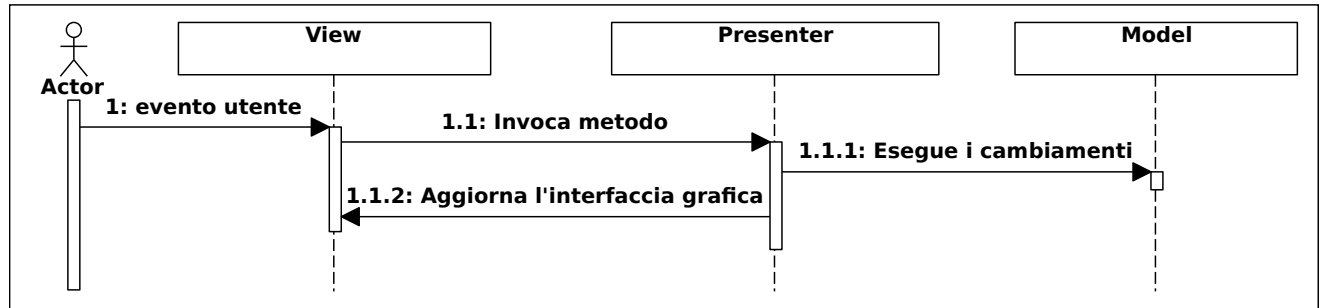 View
Presenter
Model
Actor
1: evento utente
1.1: Invoca metodo
1.1.1: Esegue i cambiamenti
1.1.2: Aggiorna l'interfaccia grafica